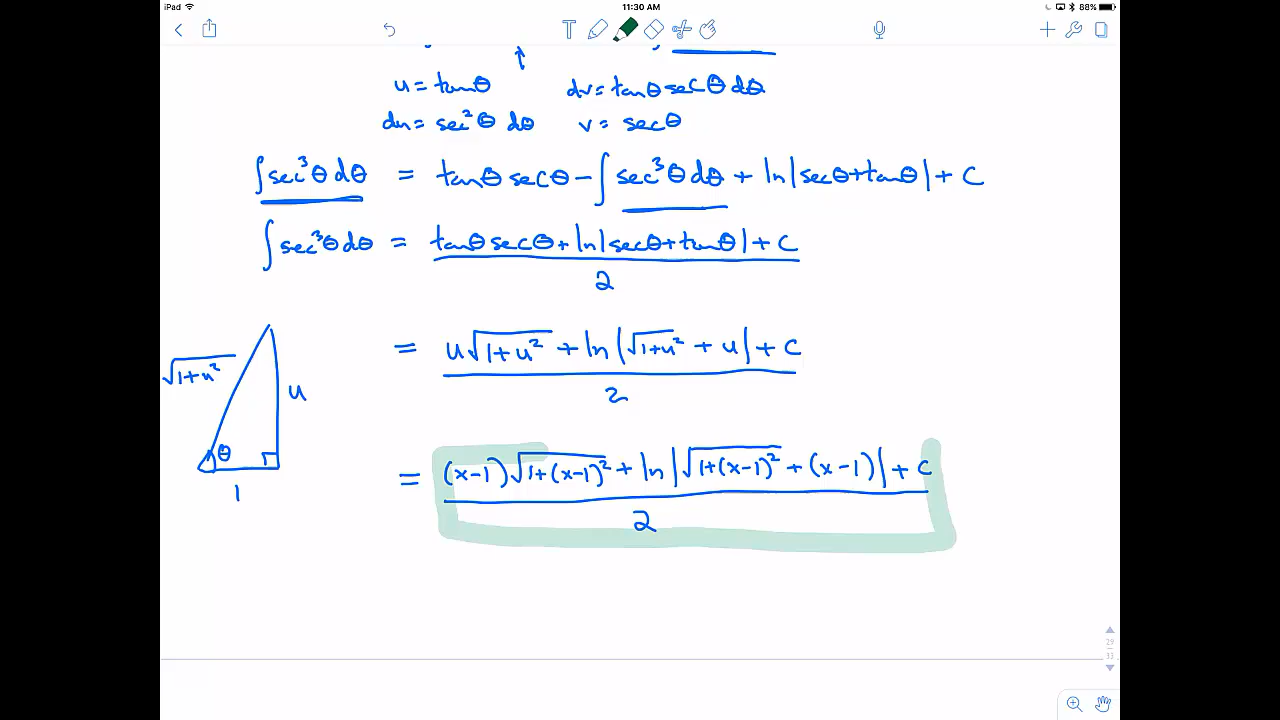 iPad 11:30 AM 88%
T
u = tanθ dv = tanθ secθ dθ
du = sec²θ dθ v = secθ
∫sec³θ dθ = tanθ secθ − ∫sec³θ dθ + ln|secθ+tanθ| + C
∫sec³θ dθ = (tanθ secθ + ln|secθ+tanθ| + C)/2
= (u√(1+u²) + ln|√(1+u²) + u| + C)/2
√(1+u²)
u
θ
1
= ((x−1)√(1+(x−1)²) + ln|√(1+(x−1)²) + (x−1)| + C)/2
29
33